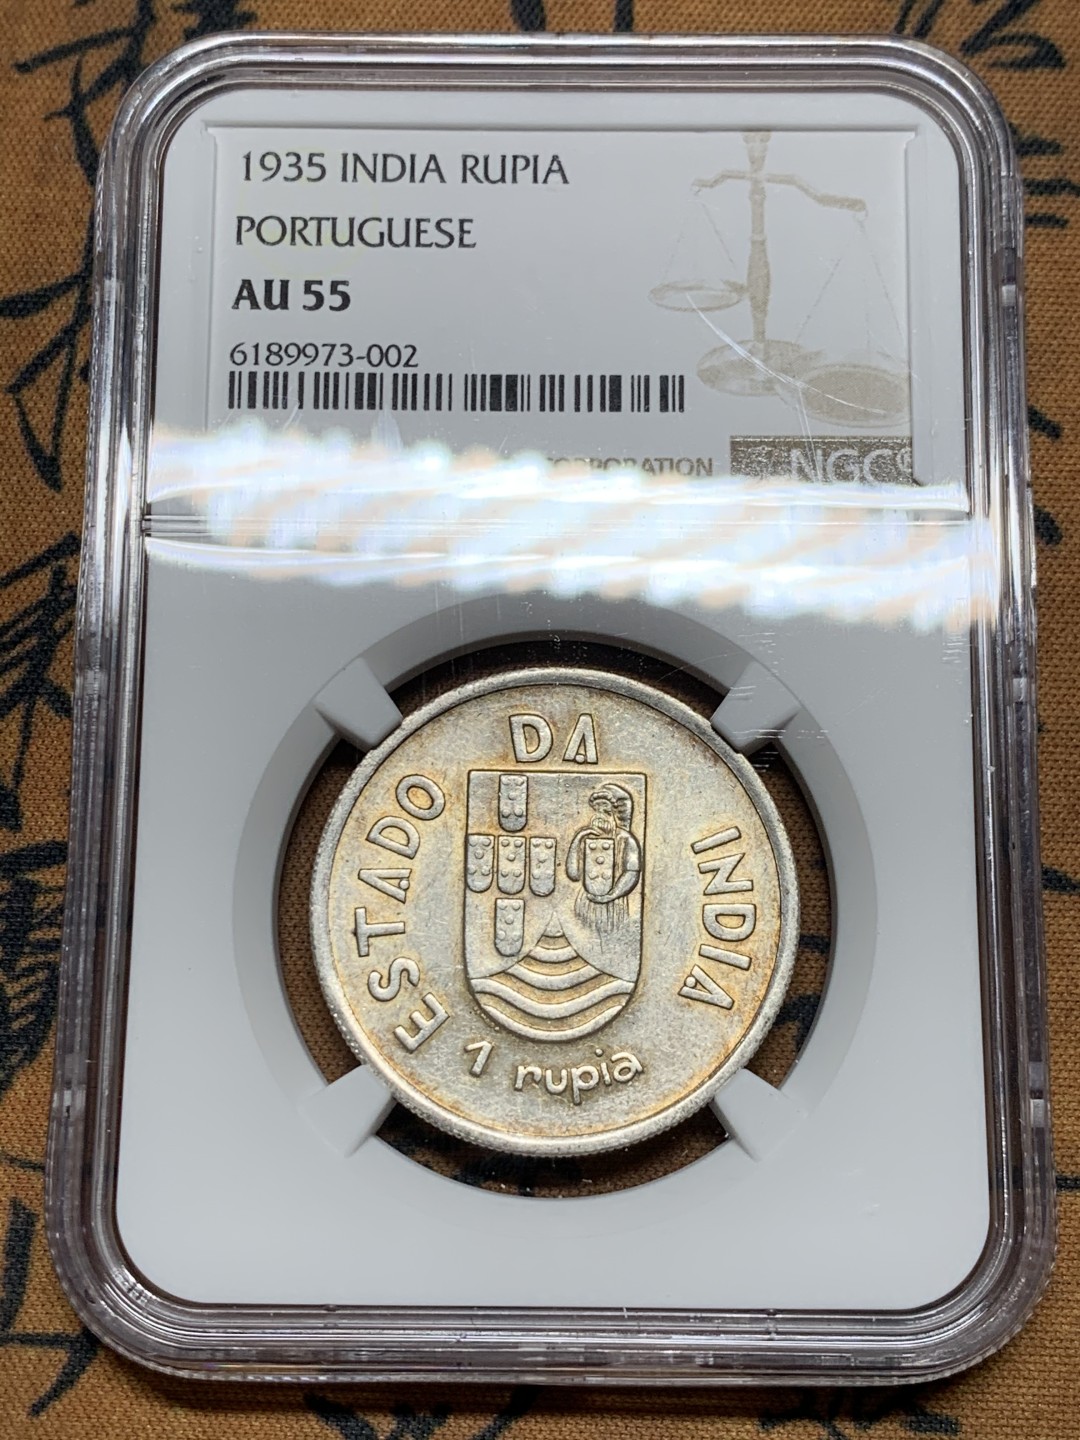 1935 INDIA RUPIA
PORTUGUESE
AU 55
6189973-002
CORPORATION
NGC
ESTADO DA INDIA
1 rupia